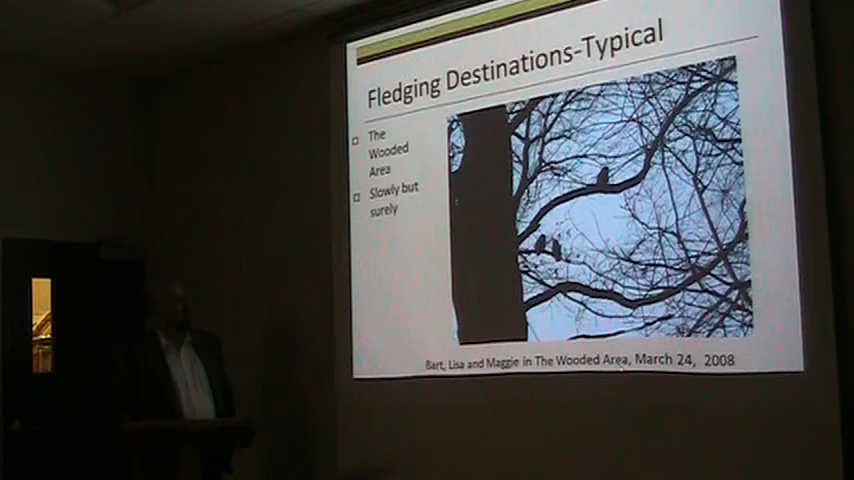 Fledging Destinations-Typical
The
Wooded
Area
Slowly but
surely
Bart, Lisa and Maggie in The Wooded Area, March 24, 2008